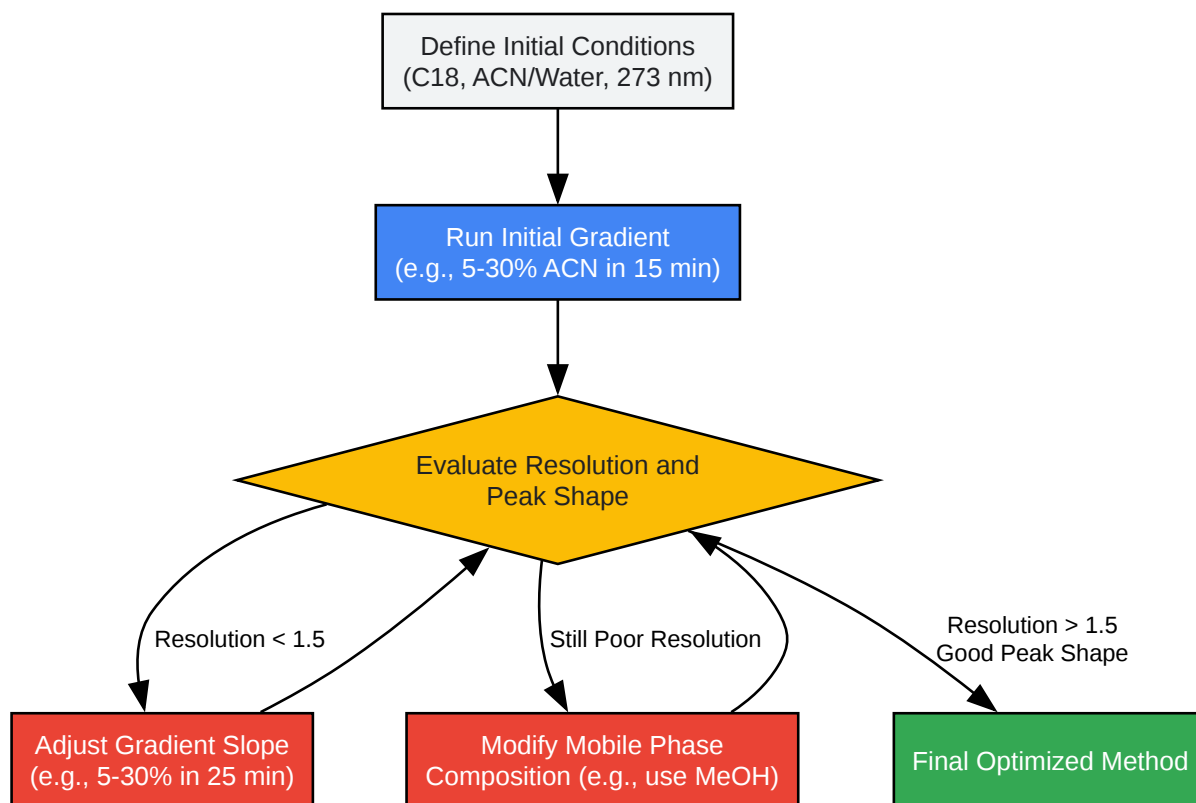 Define Initial Conditions
(C18, ACN/Water, 273 nm)
Run Initial Gradient
(e.g., 5-30% ACN in 15 min)
Evaluate Resolution and
Peak Shape
Resolution < 1.5
Still Poor Resolution
Resolution > 1.5
Good Peak Shape
Adjust Gradient Slope
(e.g., 5-30% in 25 min)
Modify Mobile Phase
Composition (e.g., use MeOH)
Final Optimized Method